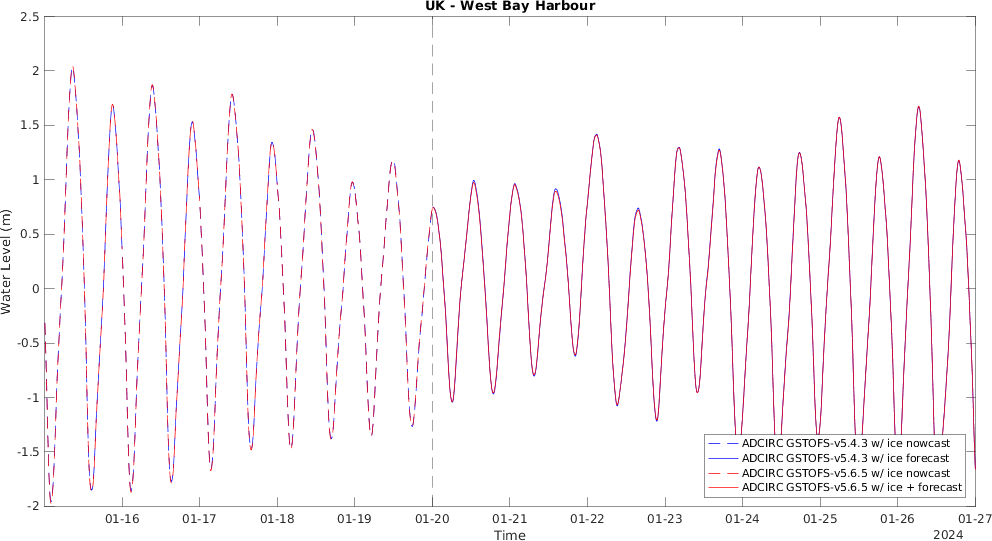 UK - West Bay Harbour
2.5
2
1.5
1
0.5
0
-0.5
-1
-1.5
-2
Water Level (m)
ADCIRC GSTOFS-v5.4.3 w/ ice nowcast
ADCIRC GSTOFS-v5.4.3 w/ ice forecast
ADCIRC GSTOFS-v5.6.5 w/ ice nowcast
ADCIRC GSTOFS-v5.6.5 w/ ice + forecast
01-16 01-17 01-18 01-19 01-20 01-21 01-22 01-23 01-24 01-25 01-26 01-27
Time
2024